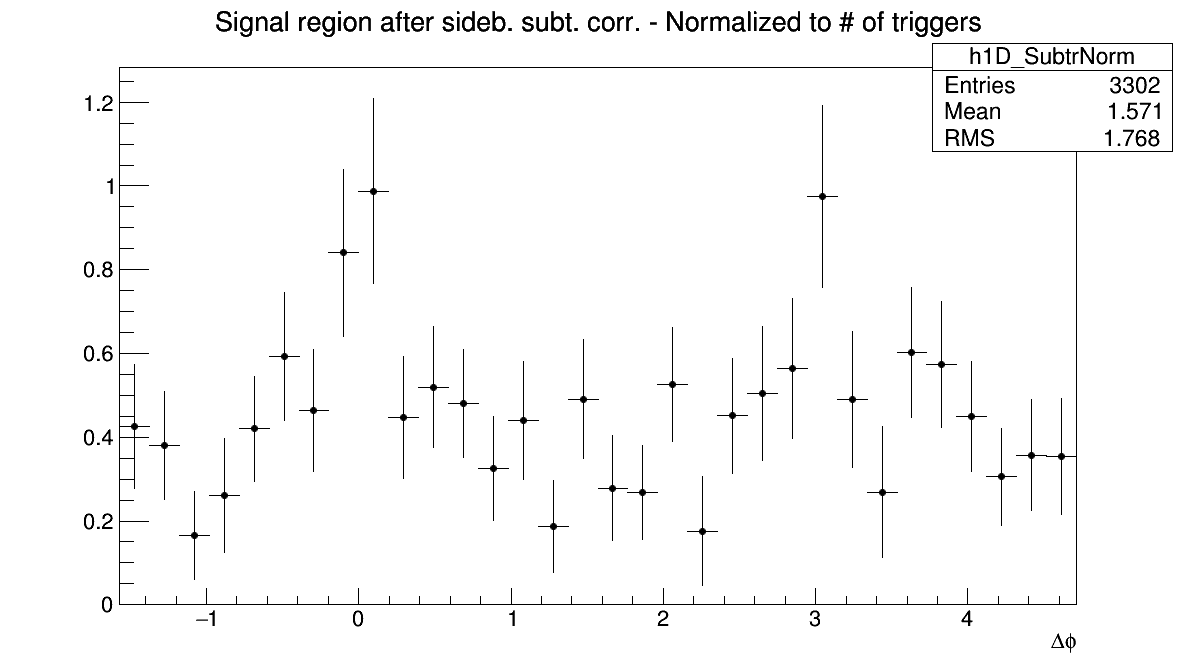 Signal region after sideb. subt. corr. - Normalized to # of triggers
h1D_SubtrNorm
Entries 3302
Mean 1.571
RMS 1.768
1.2
1
0.8
0.6
0.4
0.2
0
−1 0 1 2 3 4
Δϕ